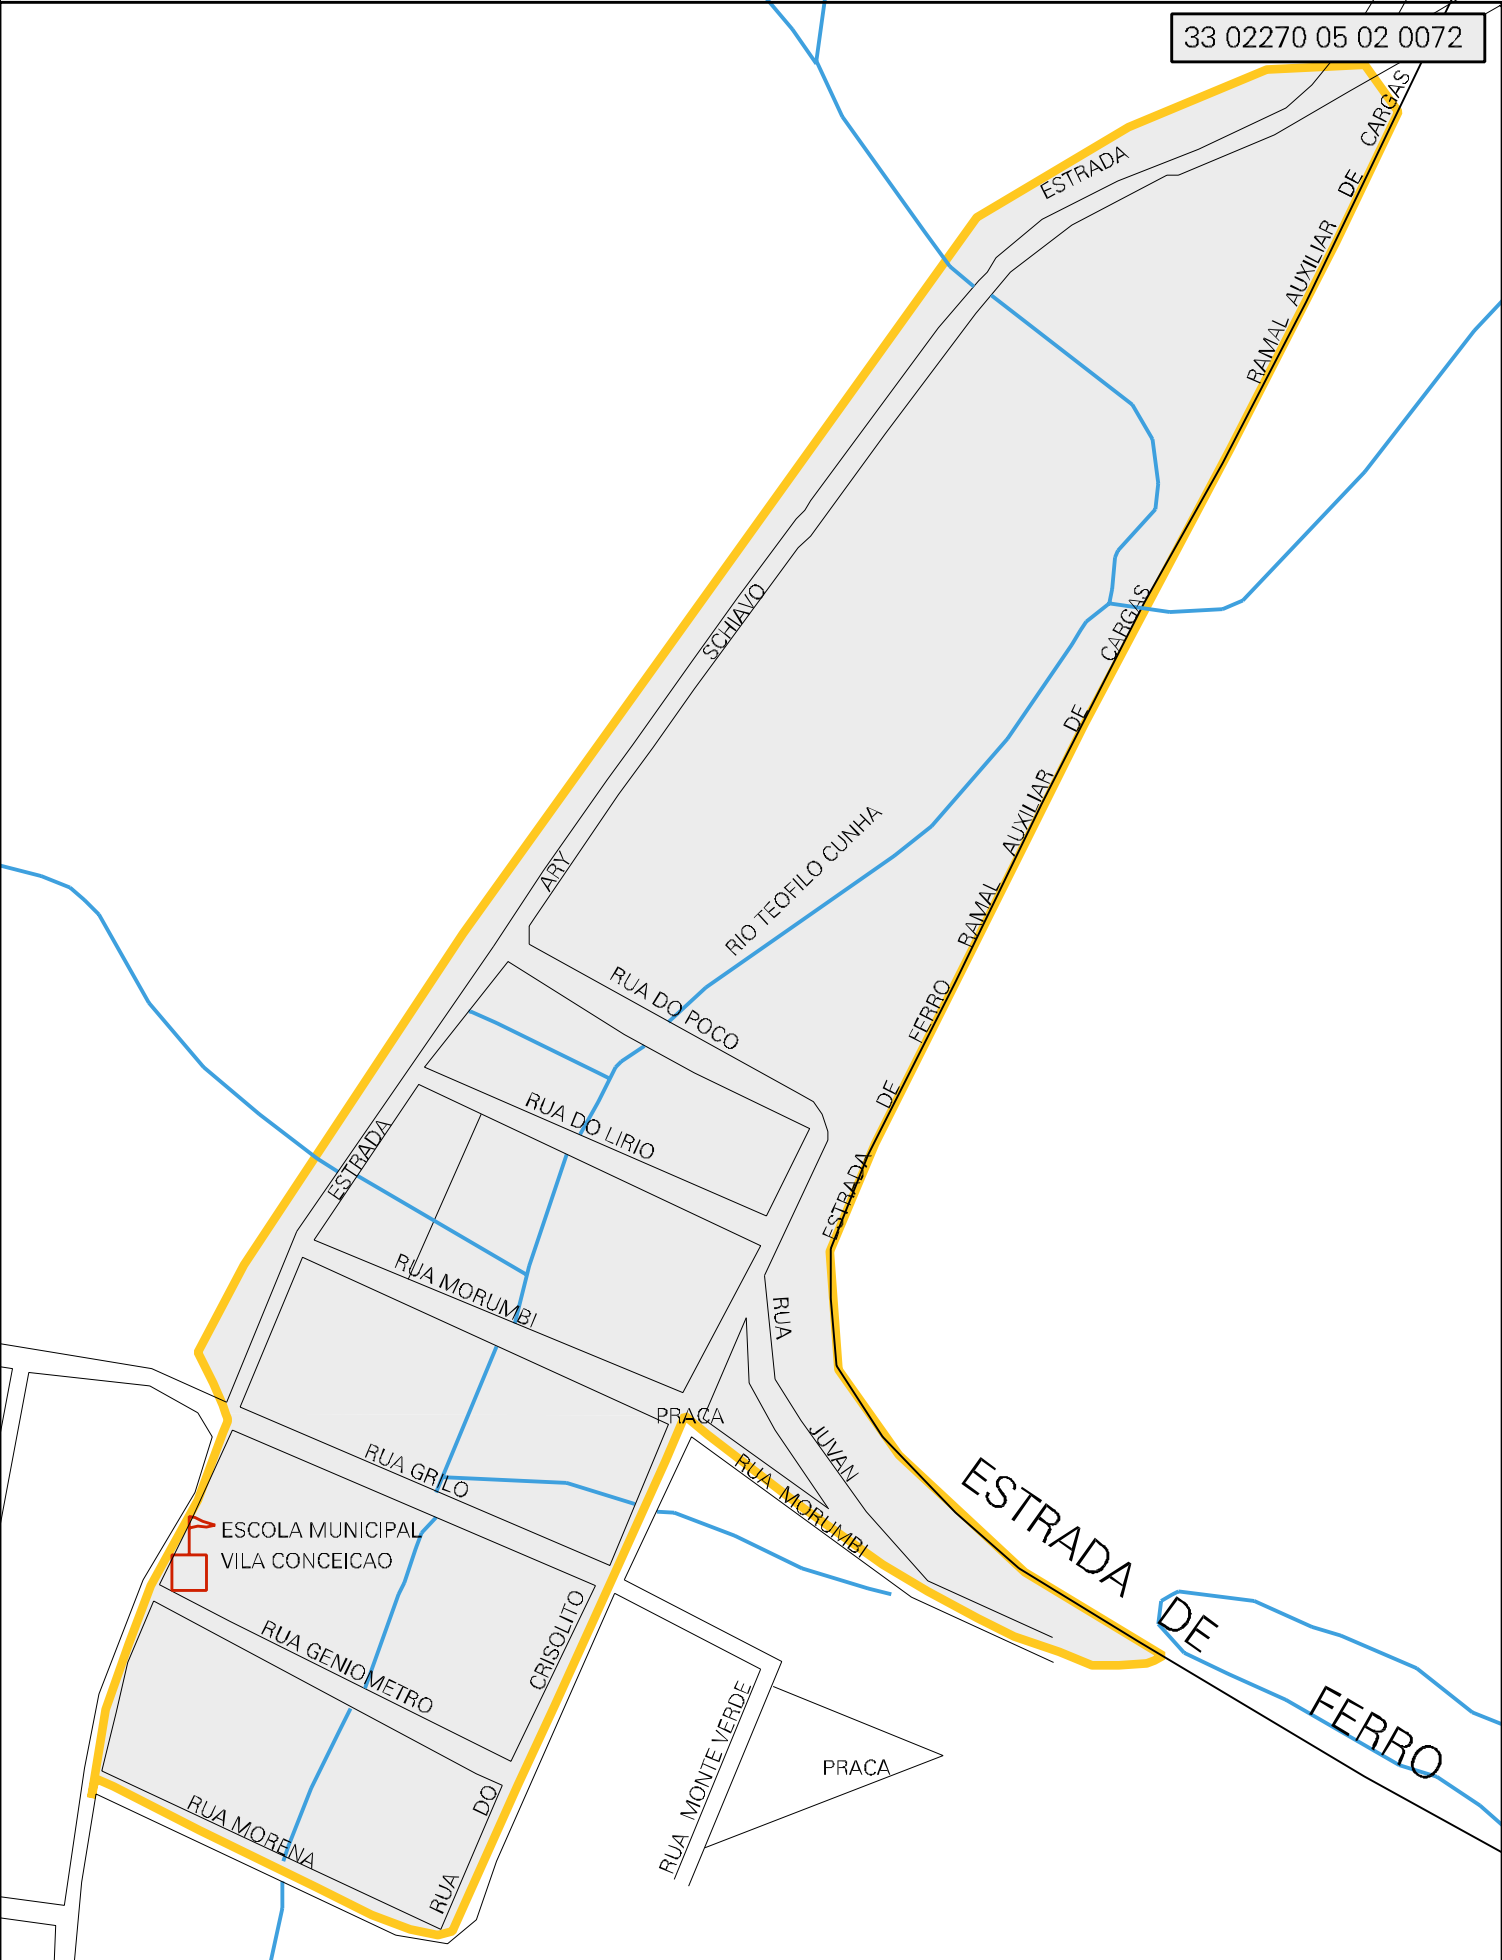 33 02270 05 02 0072
ESTRADA
ESTRADA DE FERRO RAMAL AUXILIAR DE CARGAS RAMAL AUXILIAR DE CARGAS
ESTRADA ARY SCHIAVO
RIO TEOFILO CUNHA
RUA DO POCO
RUA DO LIRIO
RUA MORUMBI
RUA JUVAN
PRACA
RUA GRILO
RUA MORUMBI
ESTRADA DE FERRO
ESCOLA MUNICIPAL
VILA CONCEICAO
RUA GENIOMETRO
RUA DO CRISOLITO
RUA MONTE VERDE
PRACA
RUA MORENA